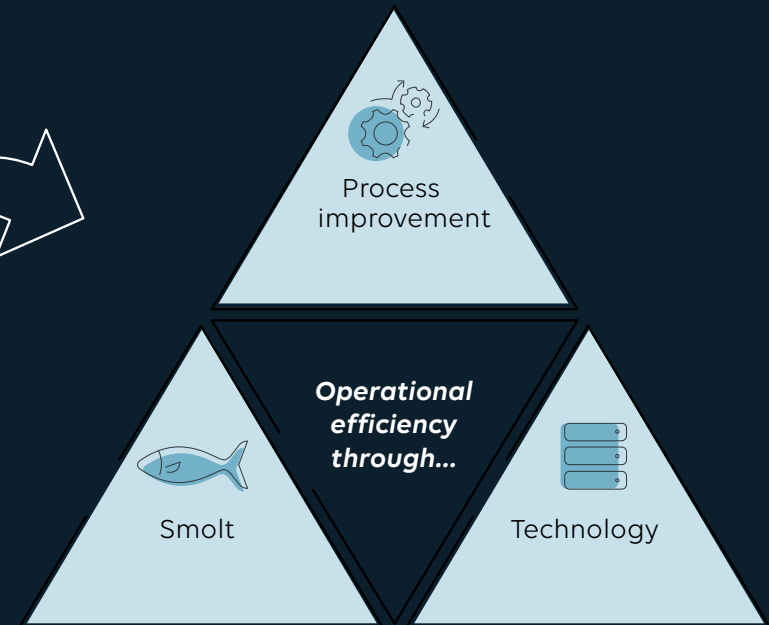 Process
improvement
Operational
efficiency
through...
Smolt
Technology